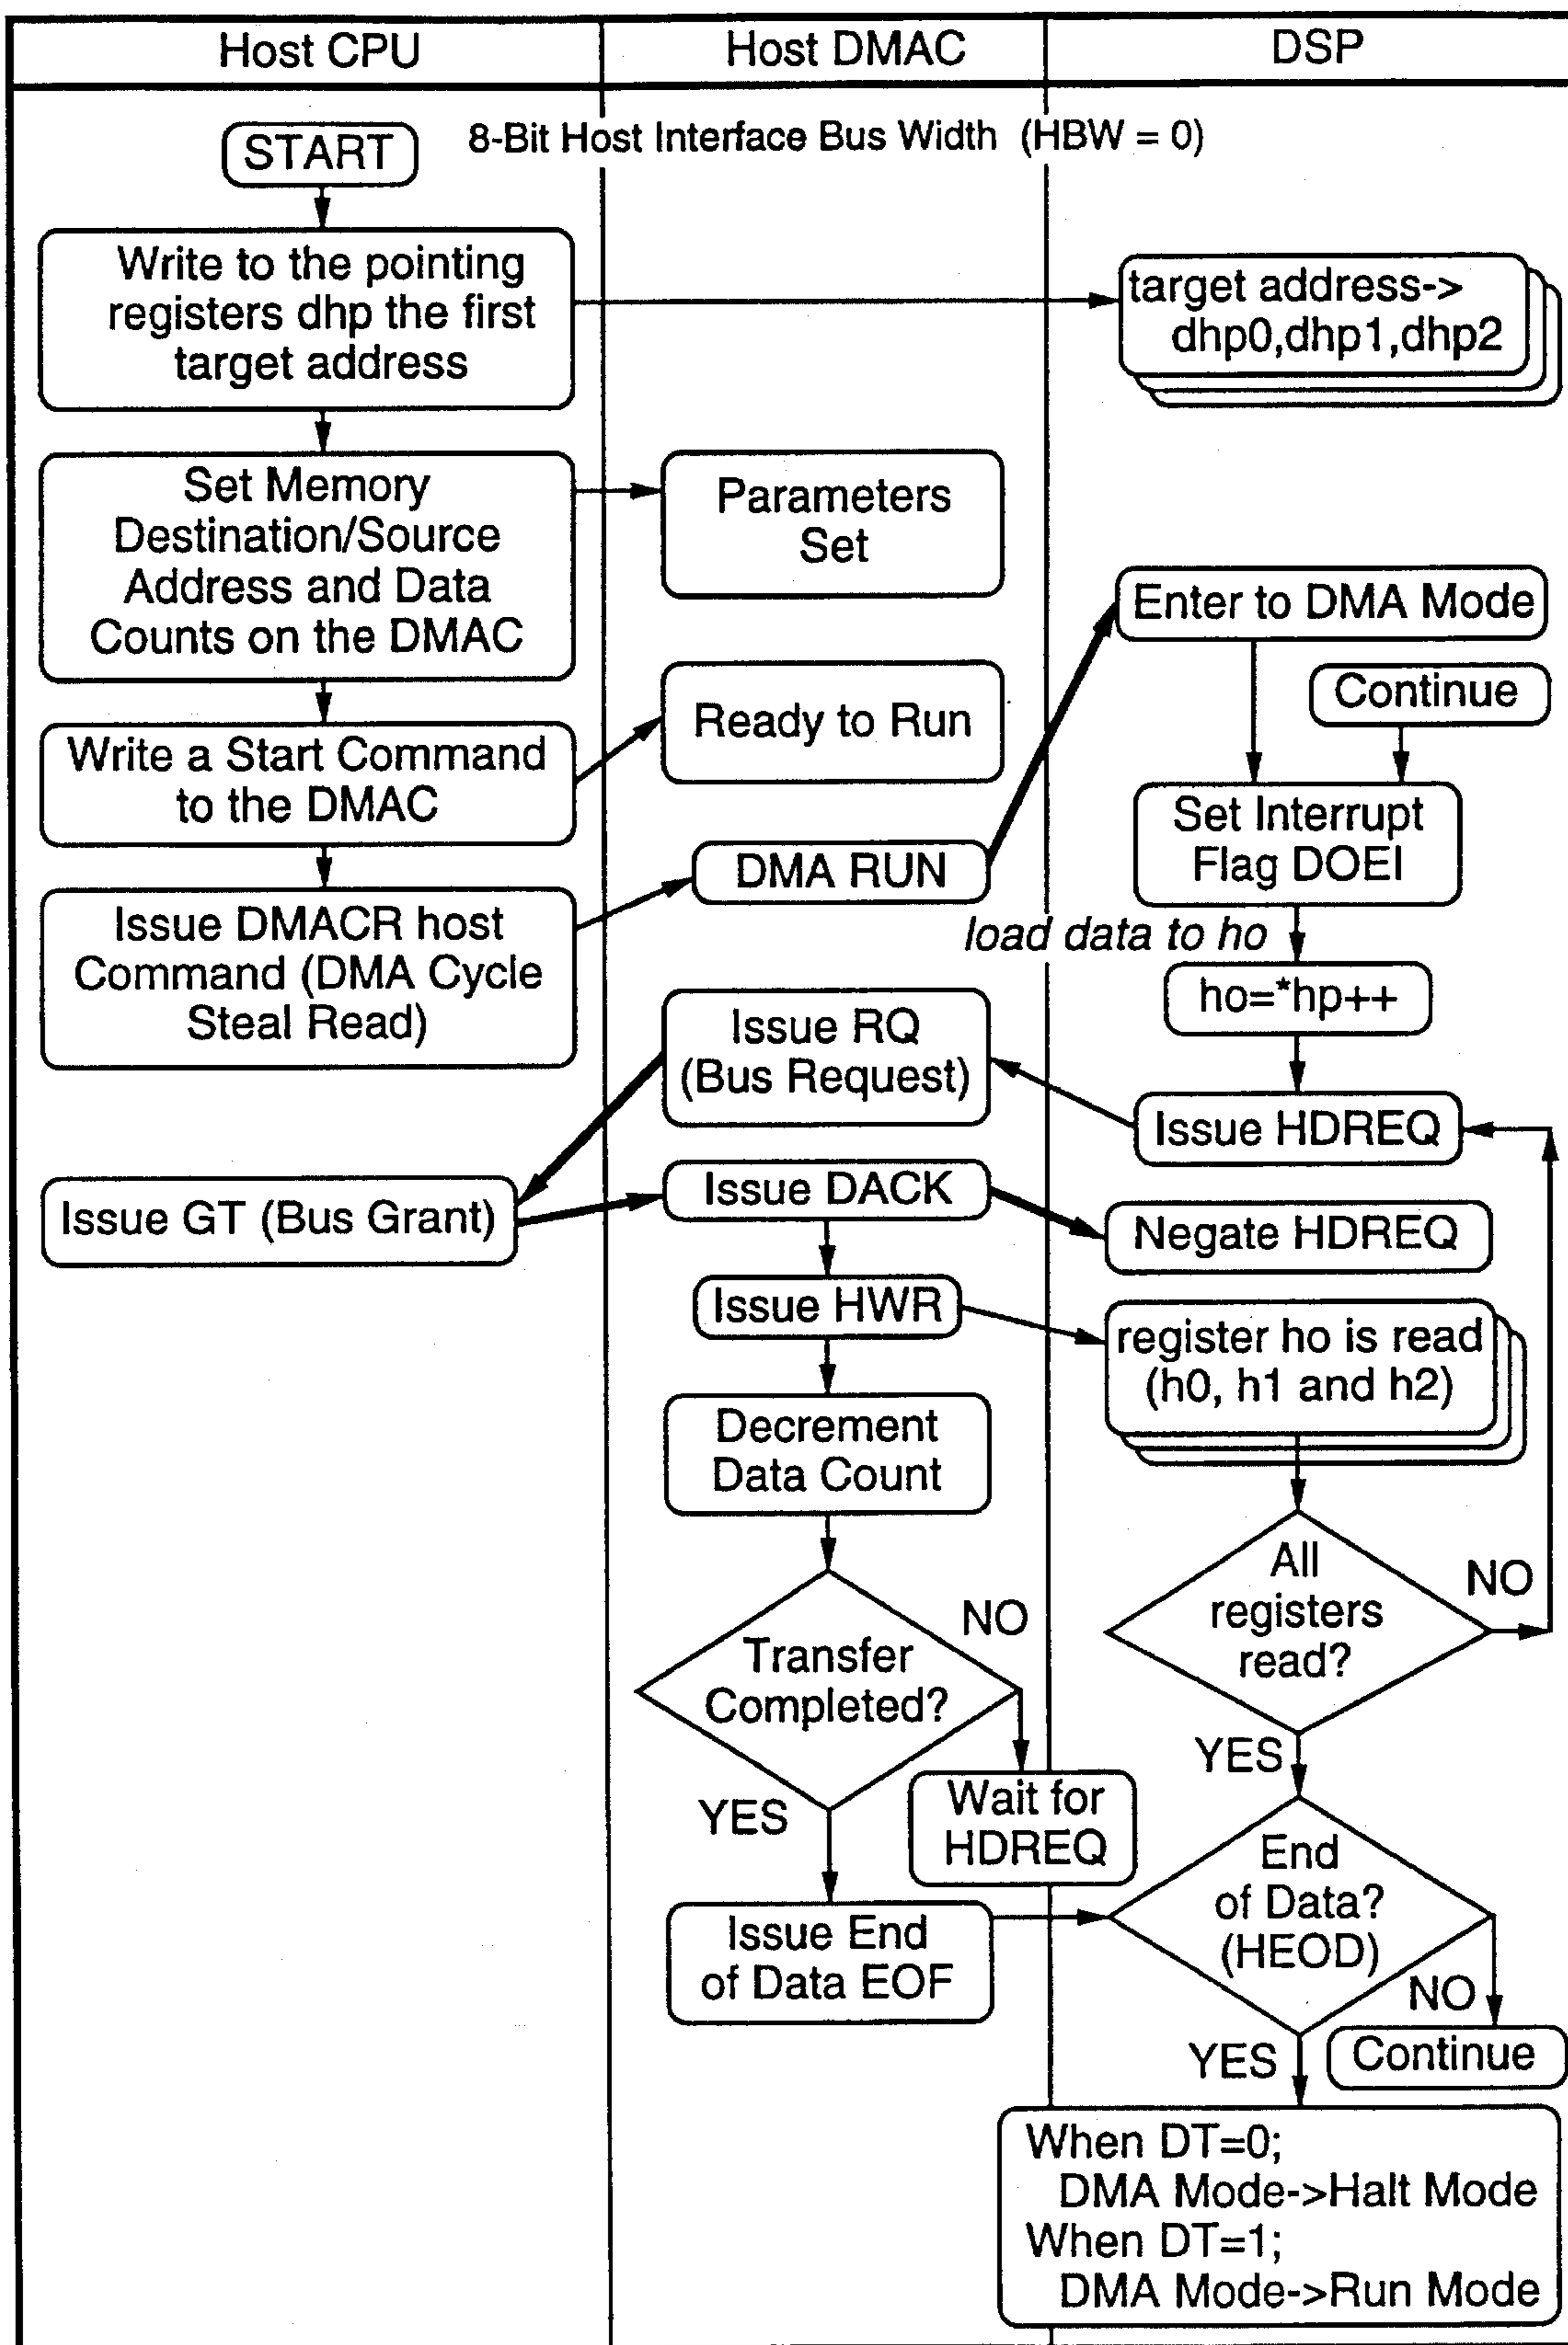 Host CPU
Host DMAC
DSP
8-Bit Host Interface Bus Width (HBW = 0)
START
Write to the pointing
registers dhp the first
target address
target address->
dhp0,dhp1,dhp2
Set Memory
Destination/Source
Address and Data
Counts on the DMAC
Parameters
Set
Enter to DMA Mode
Continue
Ready to Run
Write a Start Command
to the DMAC
Set Interrupt
Flag DOEI
DMA RUN
Issue DMACR host
Command (DMA Cycle
Steal Read)
load data to ho
ho=*hp++
Issue RQ
(Bus Request)
Issue HDREQ
Issue GT (Bus Grant)
Issue DACK
Negate HDREQ
Issue HWR
register ho is read
(h0, h1 and h2)
Decrement
Data Count
All
registers
read?
NO
Transfer
Completed?
NO
YES
YES
Wait for
HDREQ
End
of Data?
(HEOD)
Issue End
of Data EOF
NO
YES
Continue
When DT=0;
DMA Mode->Halt Mode
When DT=1;
DMA Mode->Run Mode